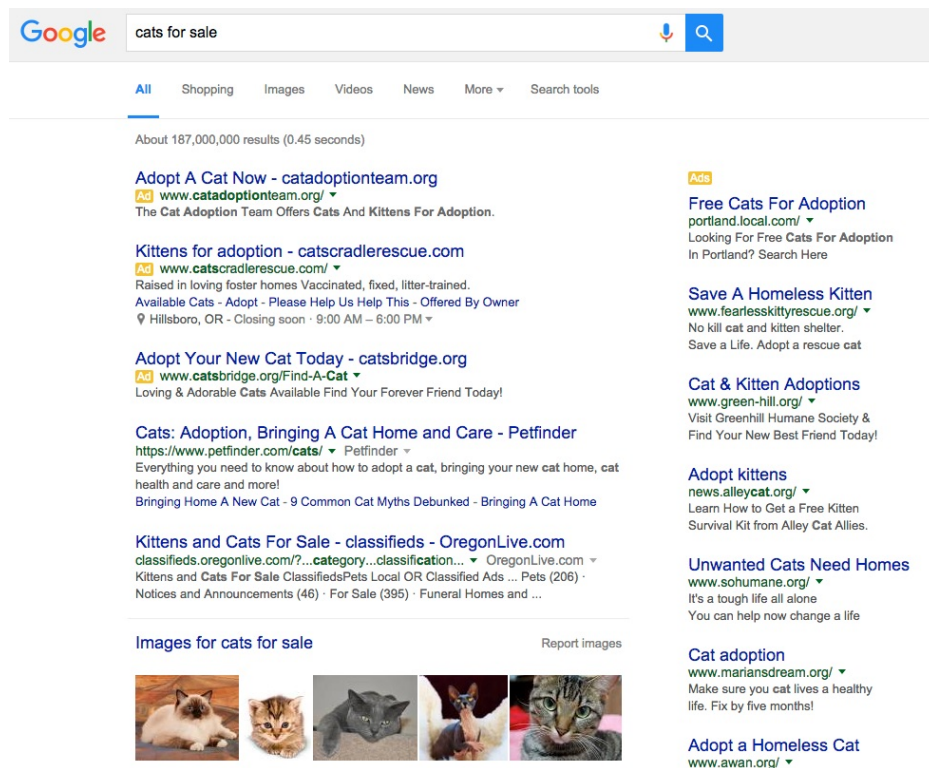 Google
cats for sale
All Shopping Images Videos News More Search tools
About 187,000,000 results (0.45 seconds)
Adopt A Cat Now - catadoptionteam.org
Ad www.catadoptionteam.org/
The Cat Adoption Team Offers Cats And Kittens For Adoption.
Kittens for adoption - catscradlerescue.com
Ad www.catscradlerescue.com/
Raised in loving foster homes Vaccinated, fixed, litter-trained.
Available Cats - Adopt - Please Help Us Help This - Offered By Owner
Hillsboro, OR - Closing soon · 9:00 AM – 6:00 PM
Adopt Your New Cat Today - catsbridge.org
Ad www.catsbridge.org/Find-A-Cat
Loving & Adorable Cats Available Find Your Forever Friend Today!
Cats: Adoption, Bringing A Cat Home and Care - Petfinder
https://www.petfinder.com/cats/ Petfinder
Everything you need to know about how to adopt a cat, bringing your new cat home, cat
health and care and more!
Bringing Home A New Cat - 9 Common Cat Myths Debunked - Bringing A Cat Home
Kittens and Cats For Sale - classifieds - OregonLive.com
classifieds.oregonlive.com/?...category...classification... OregonLive.com
Kittens and Cats For Sale ClassifiedsPets Local OR Classified Ads ... Pets (206) ·
Notices and Announcements (46) · For Sale (395) · Funeral Homes and ...
Images for cats for sale Report images
Ads
Free Cats For Adoption
portland.local.com/
Looking For Free Cats For Adoption
In Portland? Search Here
Save A Homeless Kitten
www.fearlesskittyrescue.org/
No kill cat and kitten shelter.
Save a Life. Adopt a rescue cat
Cat & Kitten Adoptions
www.green-hill.org/
Visit Greenhill Humane Society &
Find Your New Best Friend Today!
Adopt kittens
news.alleycat.org/
Learn How to Get a Free Kitten
Survival Kit from Alley Cat Allies.
Unwanted Cats Need Homes
www.sohumane.org/
It's a tough life all alone
You can help now change a life
Cat adoption
www.mariansdream.org/
Make sure you cat lives a healthy
life. Fix by five months!
Adopt a Homeless Cat
www.awan.org/